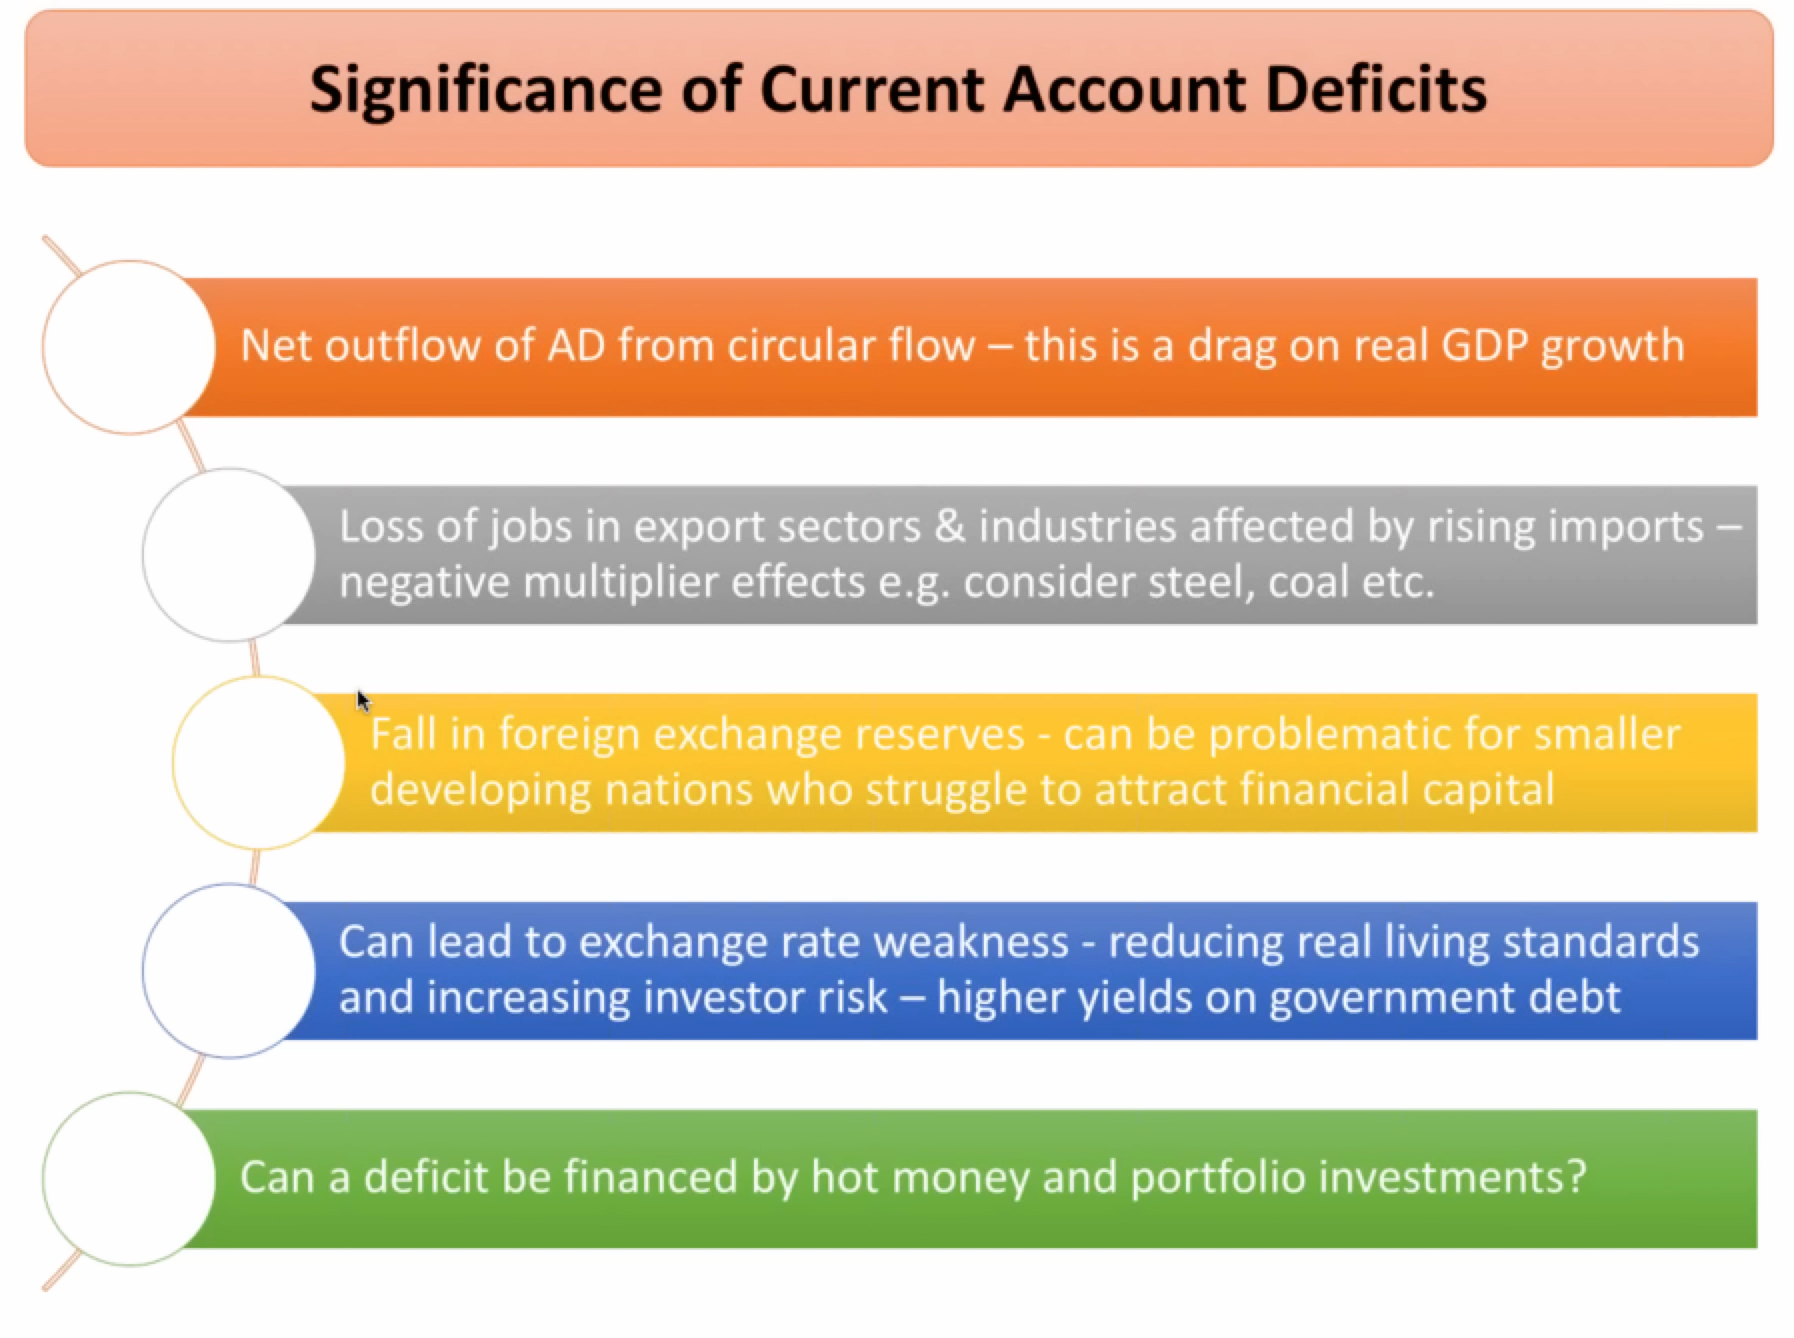 Significance of Current Account Deficits
Net outflow of AD from circular flow – this is a drag on real GDP growth
Loss of jobs in export sectors & industries affected by rising imports –
negative multiplier effects e.g. consider steel, coal etc.
Fall in foreign exchange reserves - can be problematic for smaller
developing nations who struggle to attract financial capital
Can lead to exchange rate weakness - reducing real living standards
and increasing investor risk – higher yields on government debt
Can a deficit be financed by hot money and portfolio investments?